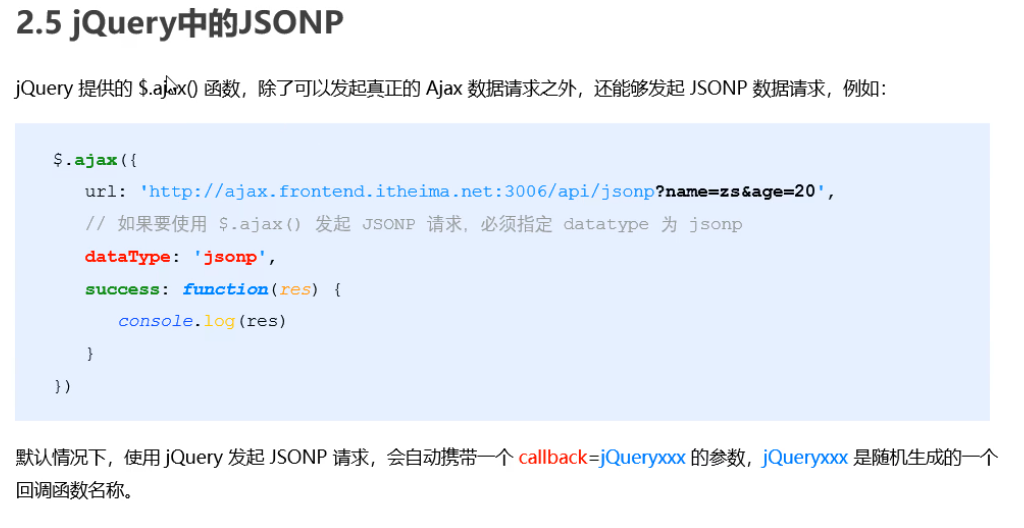 2.5 jQuery中的JSONP
jQuery 提供的 $.ajax() 函数，除了可以发起真正的 Ajax 数据请求之外，还能够发起 JSONP 数据请求，例如：
$.ajax({
url: 'http://ajax.frontend.itheima.net:3006/api/jsonp?name=zs&age=20',
// 如果要使用 $.ajax() 发起 JSONP 请求，必须指定 datatype 为 jsonp
dataType: 'jsonp',
success: function(res) {
console.log(res)
}
})
默认情况下，使用 jQuery 发起 JSONP 请求，会自动携带一个 callback=jQueryxxx 的参数，jQueryxxx 是随机生成的一个
回调函数名称。